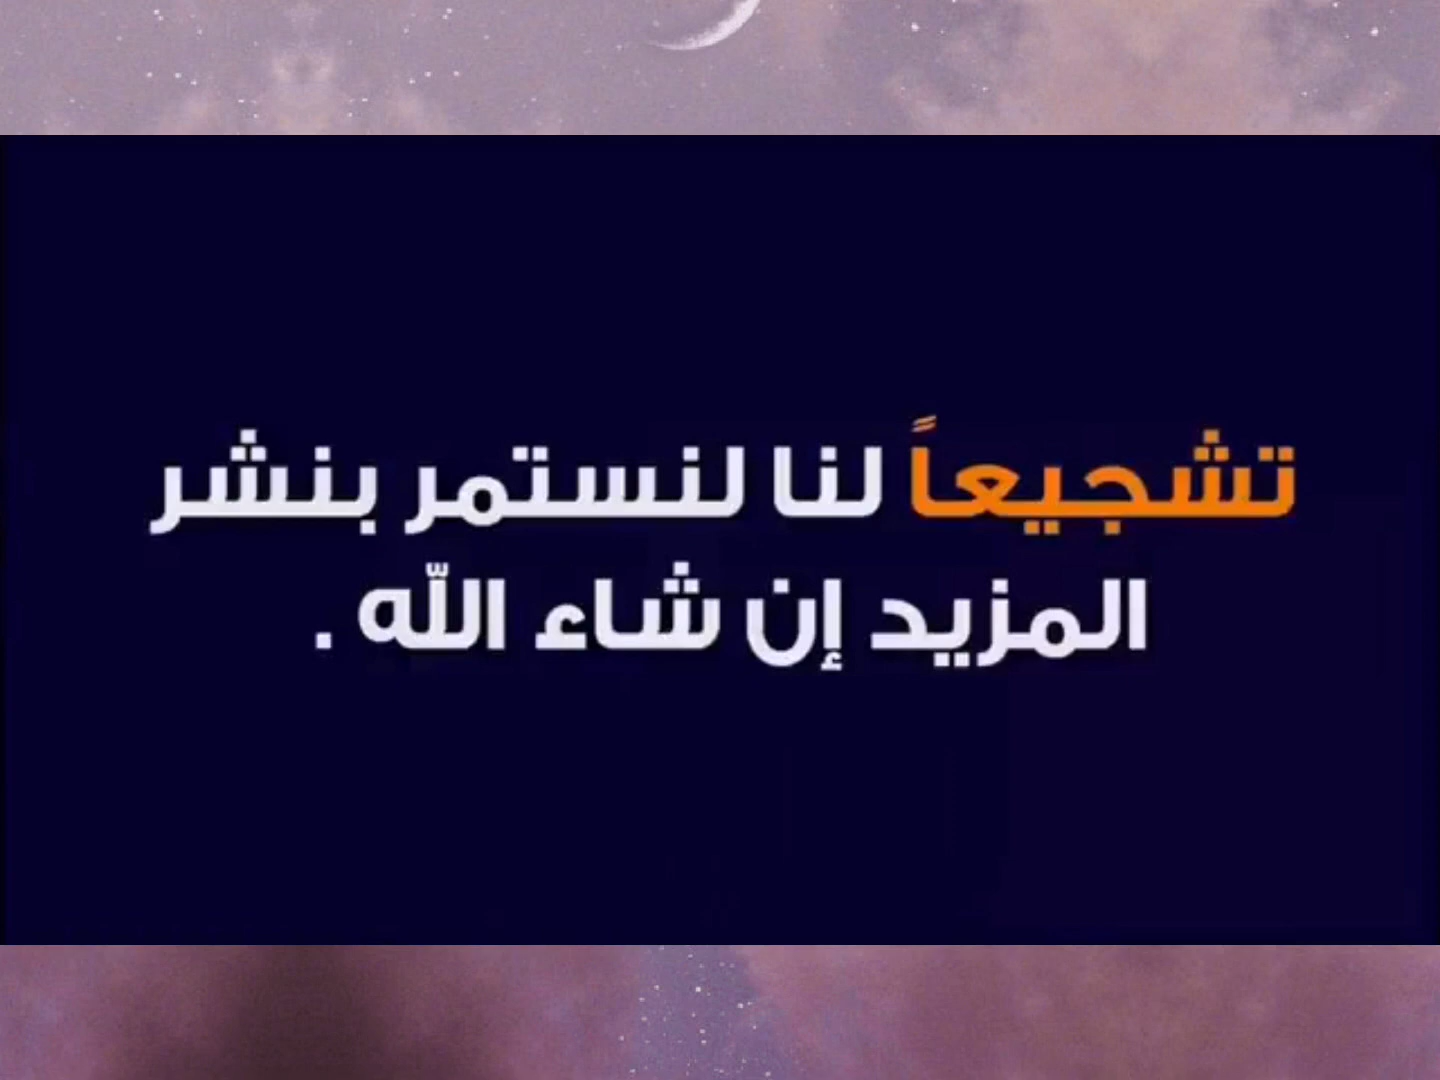 تشجيعاً لنا لنستمر بنشر
المزيد إن شاء اللّه .